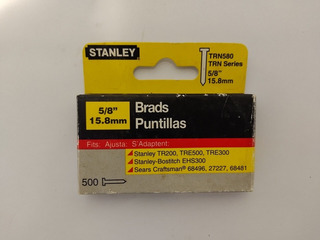 STANLEY
TRN580
TRN Series
5/8"
15.8mm
5/8"
15.8mm
Brads
Puntillas
Fits: Ajusta: S'Adaptent:
Stanley TR200, TRE500, TRE300
Stanley-Bostitch EHS300
Sears Craftsman® 68496, 27227, 68481
500